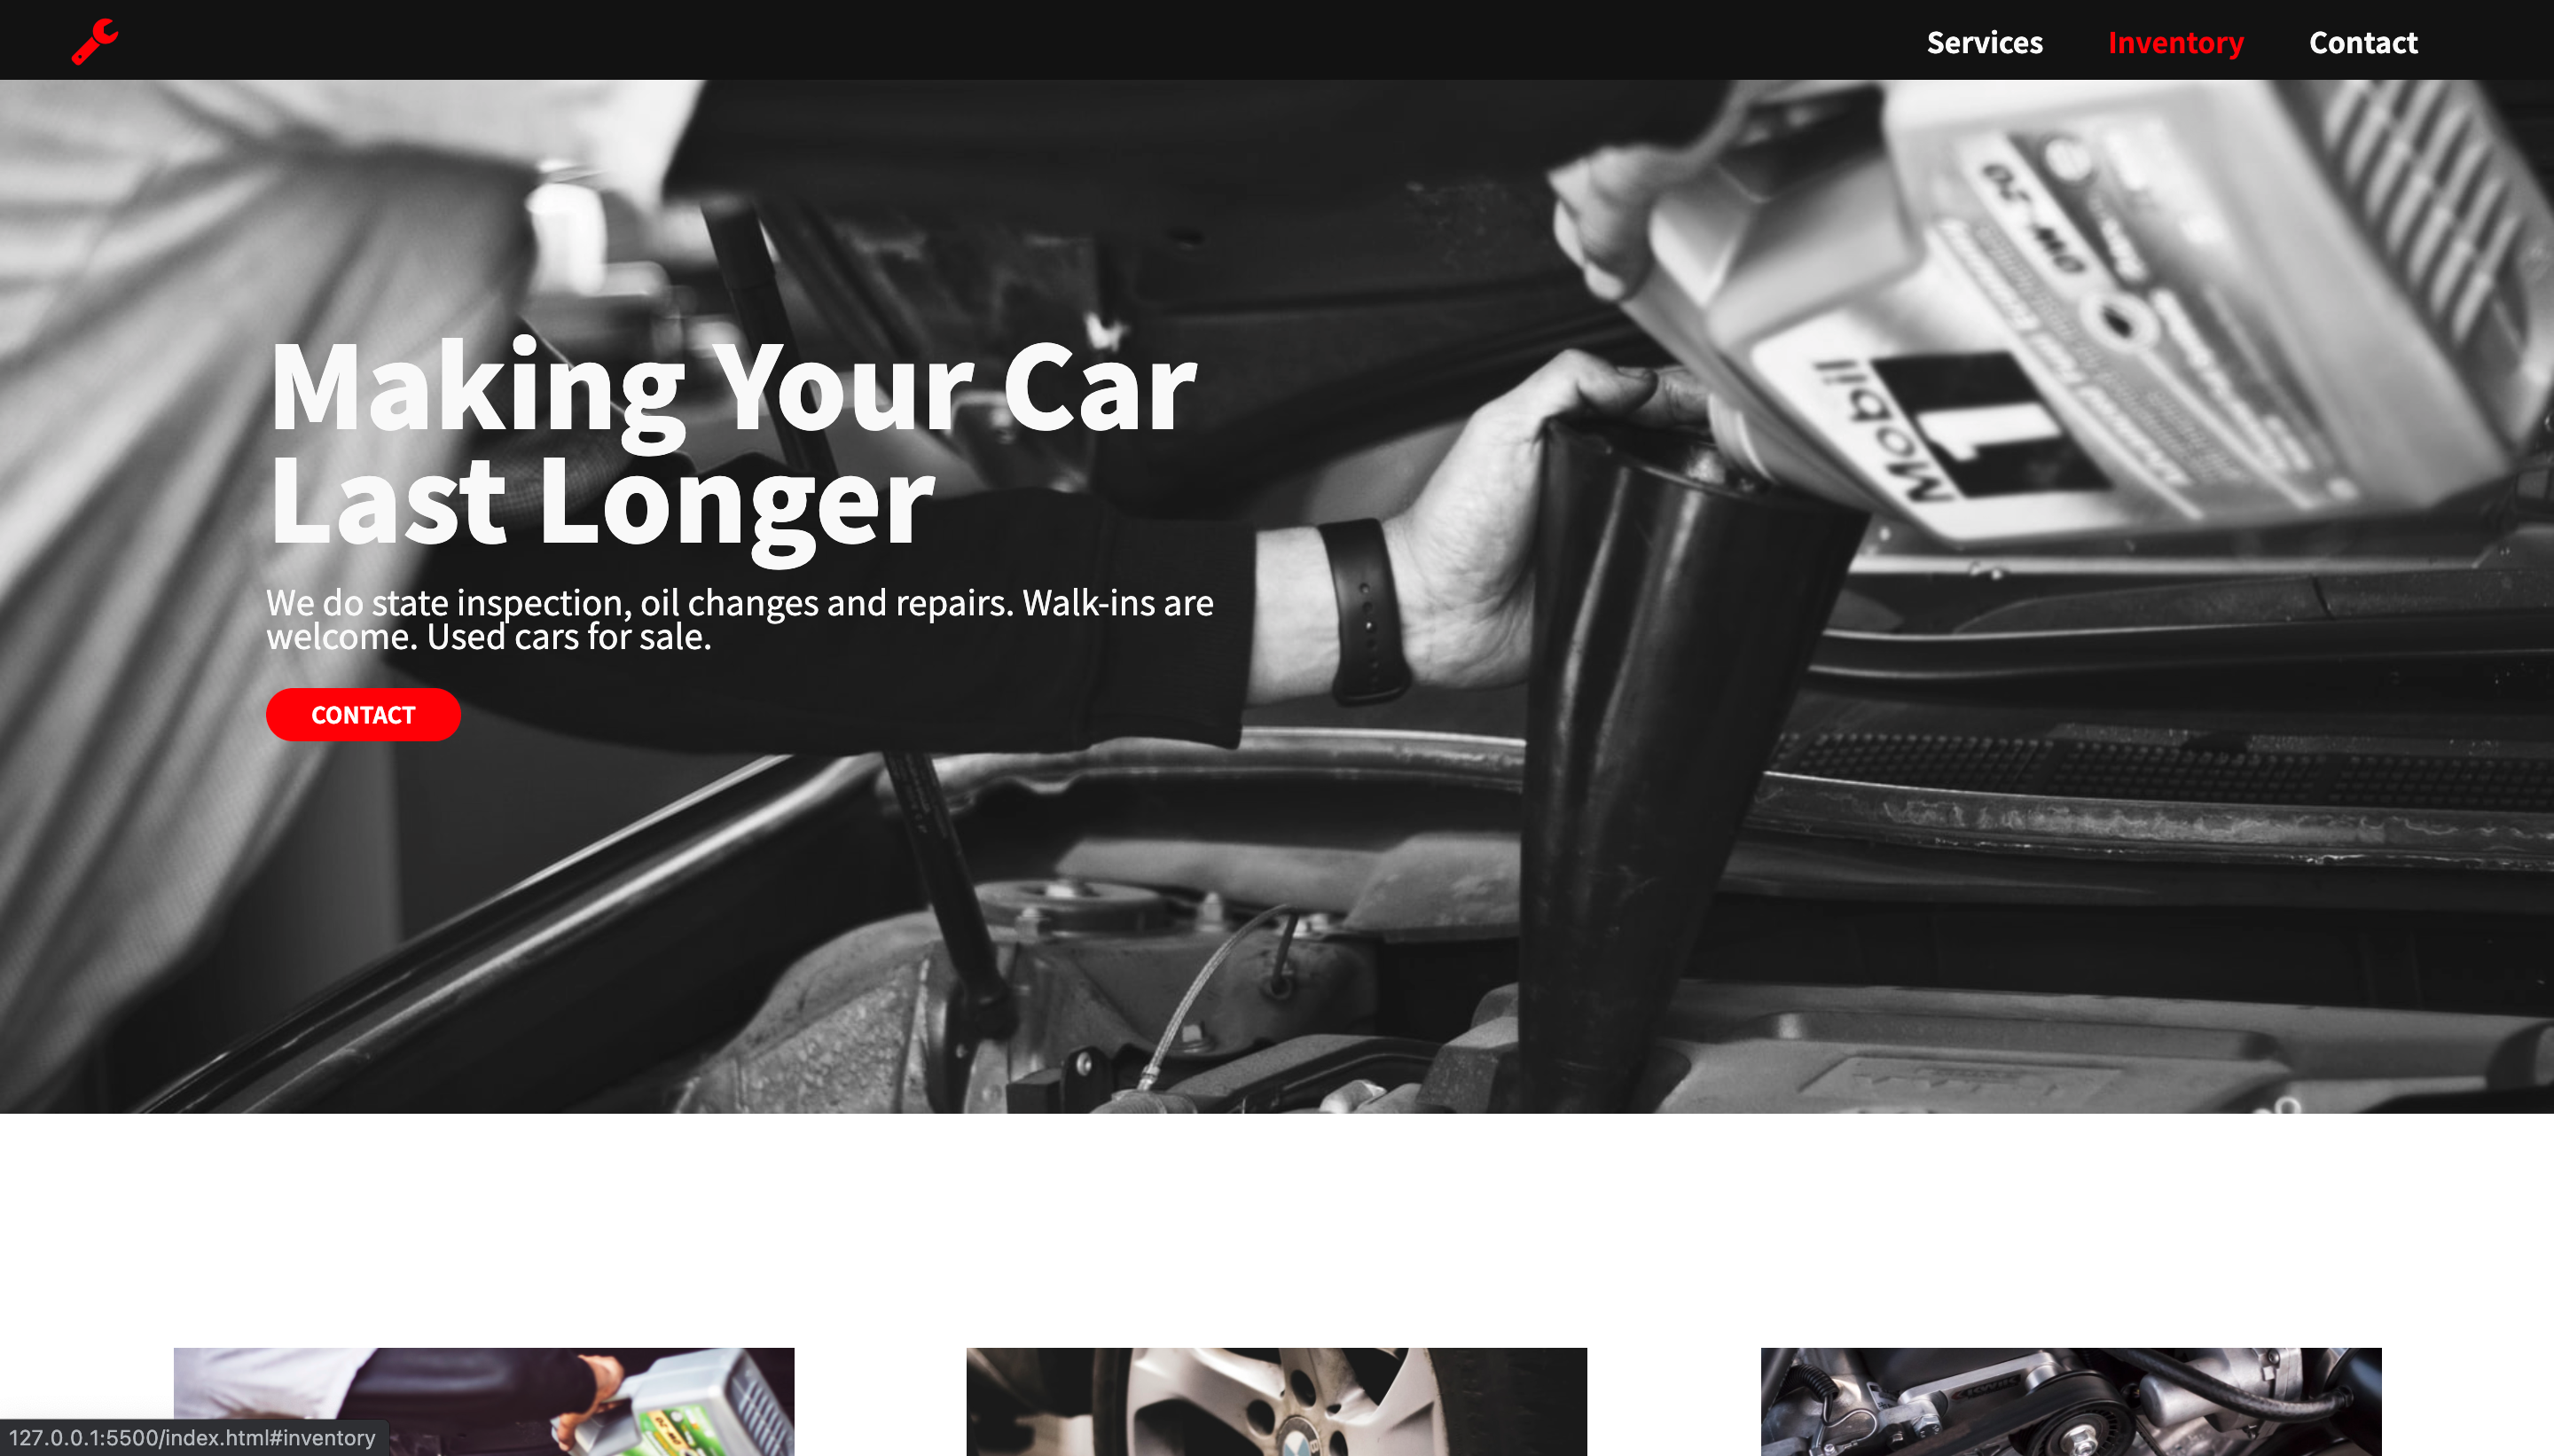 Services Inventory Contact
0W-20
Mobil
1
Making Your Car
Last Longer
We do state inspection, oil changes and repairs. Walk-ins are
welcome. Used cars for sale.
CONTACT
127.0.0.1:5500/index.html#inventory